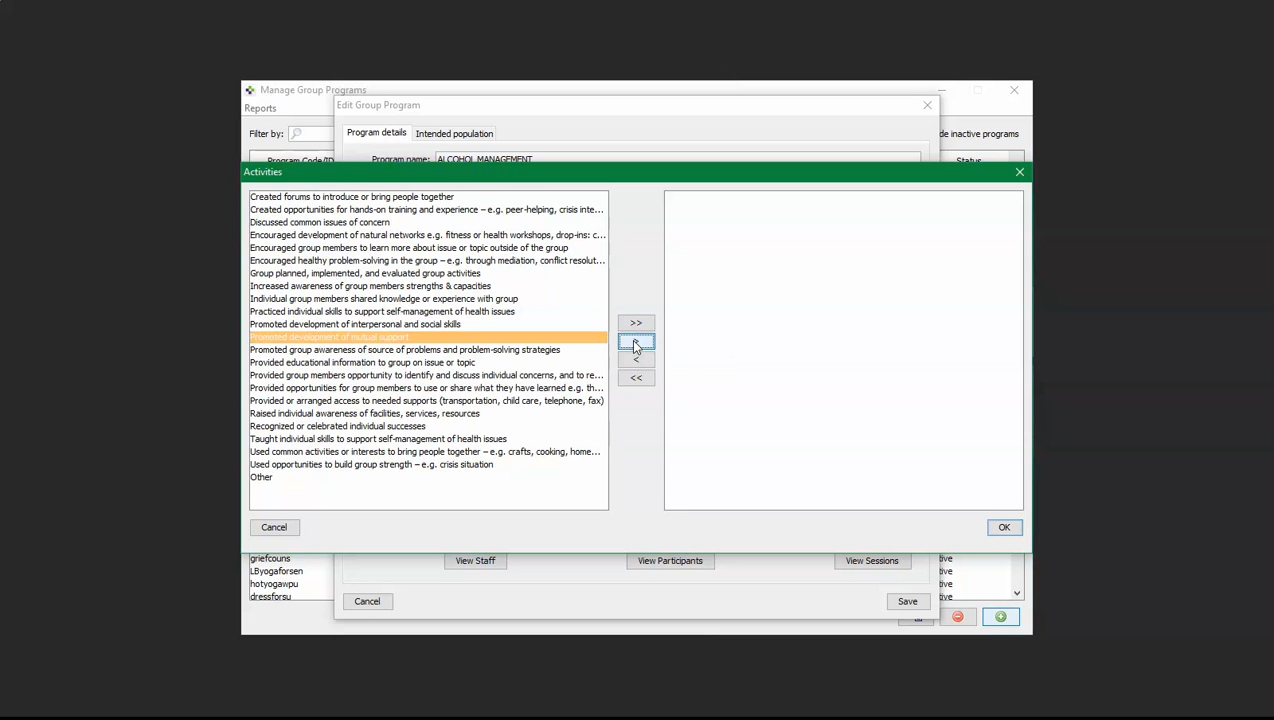 Manage Group Programs
Edit Group Program
Reports
Program details
Intended population
Filter by:
de inactive programs
Program Code/ID
Program name:
ALCOHOL MANAGEMENT
Status
Activities
Created forums to introduce or bring people together
Created opportunities for hands-on training and experience – e.g. peer-helping, crisis inte...
Discussed common issues of concern
Encouraged development of natural networks e.g. fitness or health workshops, drop-ins: c...
Encouraged group members to learn more about issue or topic outside of the group
Encouraged healthy problem-solving in the group – e.g. through mediation, conflict resolut...
Group planned, implemented, and evaluated group activities
Increased awareness of group members strengths & capacities
Individual group members shared knowledge or experience with group
Practiced individual skills to support self-management of health issues
Promoted development of interpersonal and social skills
Promoted development of mutual support
Promoted group awareness of source of problems and problem-solving strategies
Provided educational information to group on issue or topic
Provided group members opportunity to identify and discuss individual concerns, and to re...
Provided opportunities for group members to use or share what they have learned e.g. th...
Provided or arranged access to needed supports (transportation, child care, telephone, fax)
Raised individual awareness of facilities, services, resources
Recognized or celebrated individual successes
Taught individual skills to support self-management of health issues
Used common activities or interests to bring people together – e.g. crafts, cooking, home...
Used opportunities to build group strength – e.g. crisis situation
Other
>>
>
<
<<
Cancel
OK
griefcouns
LByogaforsen
hotyogawpu
dressforsu
View Staff
View Participants
View Sessions
tive
tive
tive
tive
Cancel
Save